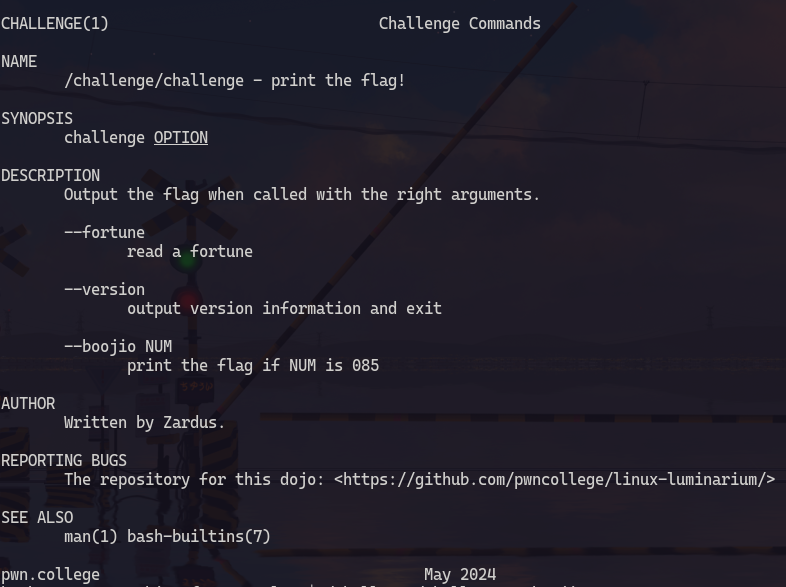 CHALLENGE(1) Challenge Commands
NAME
/challenge/challenge - print the flag!
SYNOPSIS
challenge OPTION
DESCRIPTION
Output the flag when called with the right arguments.
--fortune
read a fortune
--version
output version information and exit
--boojio NUM
print the flag if NUM is 085
AUTHOR
Written by Zardus.
REPORTING BUGS
The repository for this dojo: <https://github.com/pwncollege/linux-luminarium/>
SEE ALSO
man(1) bash-builtins(7)
pwn.college May 2024